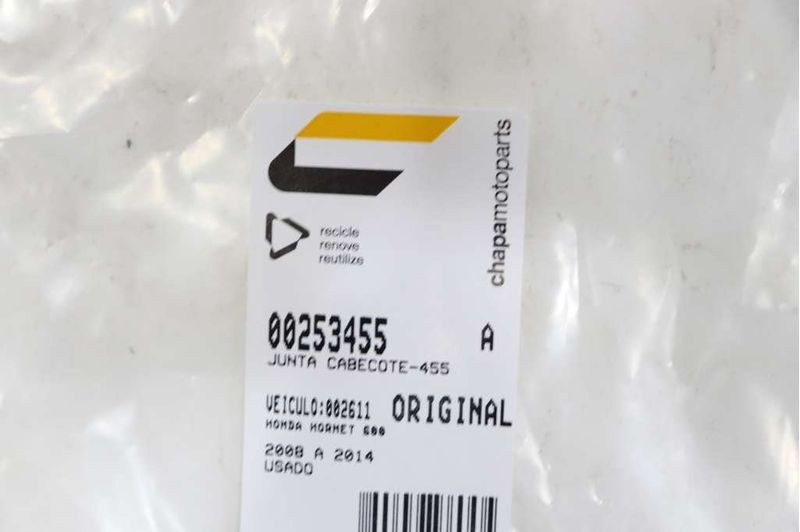 chapamotoparts
recicle
renove
reutilize
00253455 A
JUNTA CABECOTE-455
VEICULO:002611 ORIGINAL
HONDA HORNET 600
2008 A 2014
USADO